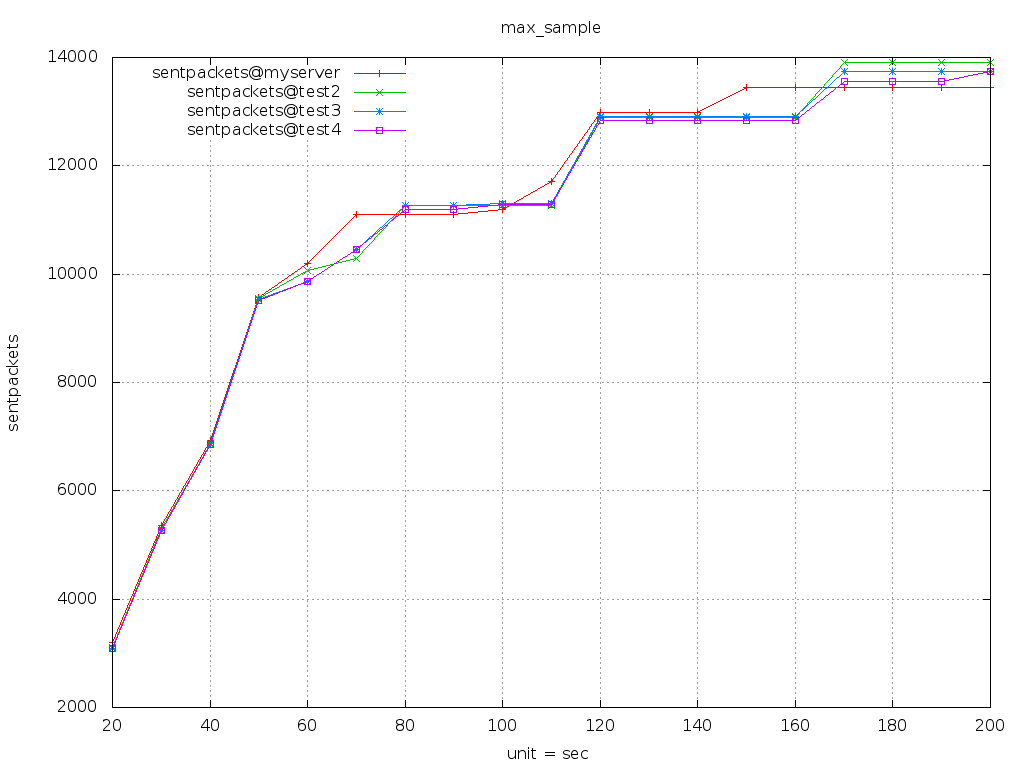 max_sample
14000
12000
10000
8000
6000
4000
2000
sentpackets
sentpackets@myserver
sentpackets@test2
sentpackets@test3
sentpackets@test4
20 40 60 80 100 120 140 160 180 200
unit = sec